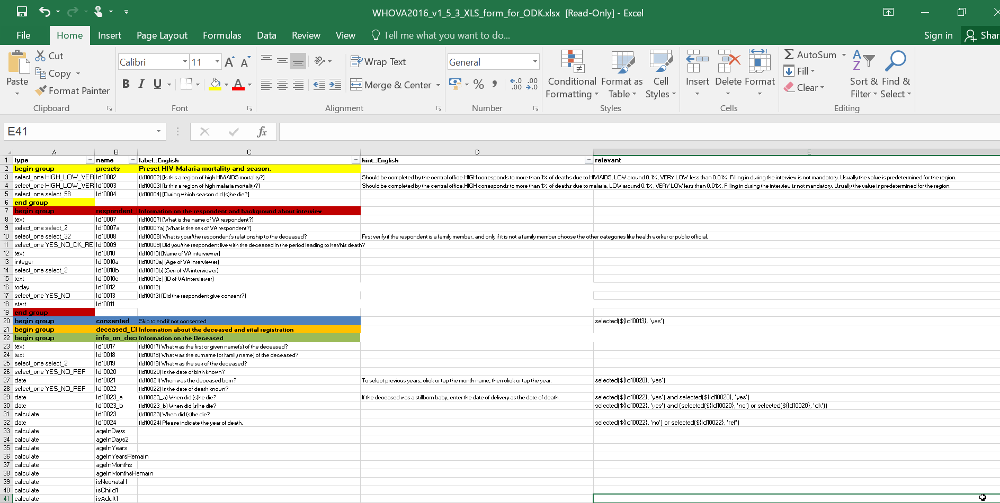 WHOVA2016_v1_5_3_XLS_form_for_ODK.xlsx [Read-Only] - Excel
File Home Insert Page Layout Formulas Data Review View Tell me what you want to do... Sign in Shar
Paste
Cut
Copy
Format Painter
Clipboard
Calibri 11
B I U
Font
Wrap Text
Merge & Center
Alignment
General
% .00
Number
Conditional Formatting
Format as Table
Cell Styles
Styles
Insert Delete Format
Cells
AutoSum
Fill
Clear
Sort & Filter
Find & Select
Editing
E41 fx
A B C D E
1 type name label::English hint::English relevant
2 begin group presets Preset HIV-Malaria mortality and season.
3 select_one HIGH_LOW_VER Id10002 (Id10002) [Is this a region of high HIV/AIDS mortality?] Should be completed by the central office.HIGH corresponds to more than 1% of deaths due to HIV/AIDS, LOW around 0.1%, VERY LOW less than 0.01%. Filling in during the interview is not mandatory. Usually the value is predetermined for the region.
4 select_one HIGH_LOW_VER Id10003 (Id10003) [Is this a region of high malaria mortality?] Should be completed by the central office.HIGH corresponds to more than 1% of deaths due to malaria, LOW around 0.1%, VERY LOW less than 0.01%. Filling in during the interview is not mandatory. Usually the value is predetermined for the region.
5 select_one select_58 Id10004 (Id10004) [During which season did (s)he die?]
6 end group
7 begin group respondent_ Information on the respondent and background about interview
8 text Id10007 (Id10007) [What is the name of VA respondent?]
9 select_one select_2 Id10007a (Id10007a) [What is the sex of VA respondent?]
10 select_one select_32 Id10008 (Id10008) What is your/the respondent's relationship to the deceased? First verify if the respondent is a family member, and only if it is not a family member choose the other categories like health worker or public official.
11 select_one YES_NO_DK_REI Id10009 (Id10009) Did you/the respondent live with the deceased in the period leading to her/his death?
12 text Id10010 (Id10010) [Name of VA interviewer]
13 integer Id10010a (Id10010a) [Age of VA interviewer]
14 select_one select_2 Id10010b (Id10010b) [Sex of VA interviewer]
15 text Id10010c (Id10010c) [ID of VA interviewer]
16 today Id10012 (Id10012)
17 select_one YES_NO Id10013 (Id10013) [Did the respondent give consent?]
18 start Id10011
19 end group
20 begin group consented Skip to end if not consented selected(${Id10013}, 'yes')
21 begin group deceased_CF Information about the deceased and vital registration
22 begin group info_on_dece Information on the Deceased
23 text Id10017 (Id10017) What was the first or given name(s) of the deceased?
24 text Id10018 (Id10018) What was the surname (or family name) of the deceased?
25 select_one select_2 Id10019 (Id10019) What was the sex of the deceased?
26 select_one YES_NO_REF Id10020 (Id10020) Is the date of birth known?
27 date Id10021 (Id10021) When was the deceased born? To select previous years, click or tap the month name, then click or tap the year. selected(${Id10020}, 'yes')
28 select_one YES_NO_REF Id10022 (Id10022) Is the date of death known?
29 date Id10023_a (Id10023_a) When did (s)he die? If the deceased was a stillborn baby, enter the date of delivery as the date of death. selected(${Id10022}, 'yes') and selected(${Id10020}, 'yes')
30 date Id10023_b (Id10023_b) When did (s)he die? selected(${Id10022}, 'yes') and (selected(${Id10020}, 'no') or selected(${Id10020}, 'dk'))
31 calculate Id10023 (Id10023) When did (s)he die?
32 date Id10024 (Id10024) Please indicate the year of death. selected(${Id10022}, 'no') or selected(${Id10022}, 'ref')
33 calculate ageInDays
34 calculate ageInDays2
35 calculate ageInYears
36 calculate ageInYearsRemain
37 calculate ageInMonths
38 calculate ageInMonthsRemain
39 calculate isNeonatal1
40 calculate isChild1
41 calculate isAdult1